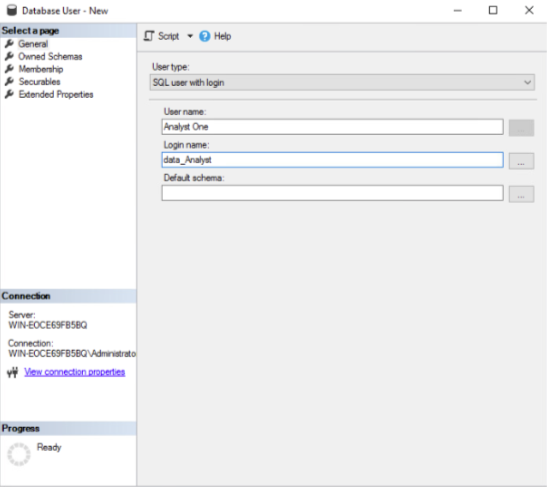 Database User - New
Select a page
General
Owned Schemas
Membership
Securables
Extended Properties
Script
Help
User type:
SQL user with login
User name:
Analyst One
...
Login name:
data_Analyst
...
Default schema:
...
Connection
Server:
WIN-EOCE69FB5BQ
Connection:
WIN-EOCE69FB5BQ\Administrato
View connection properties
Progress
Ready